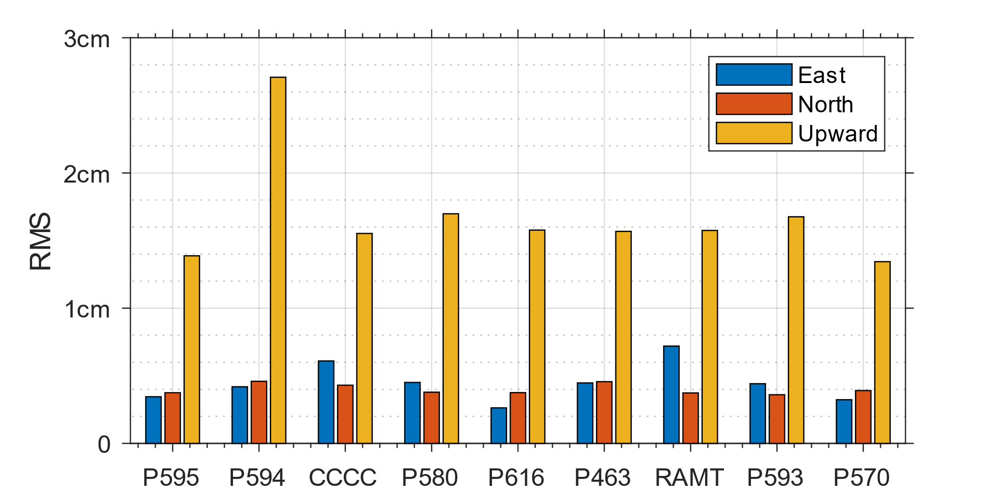 3cm
2cm
1cm
0
RMS
East
North
Upward
P595 P594 CCCC P580 P616 P463 RAMT P593 P570